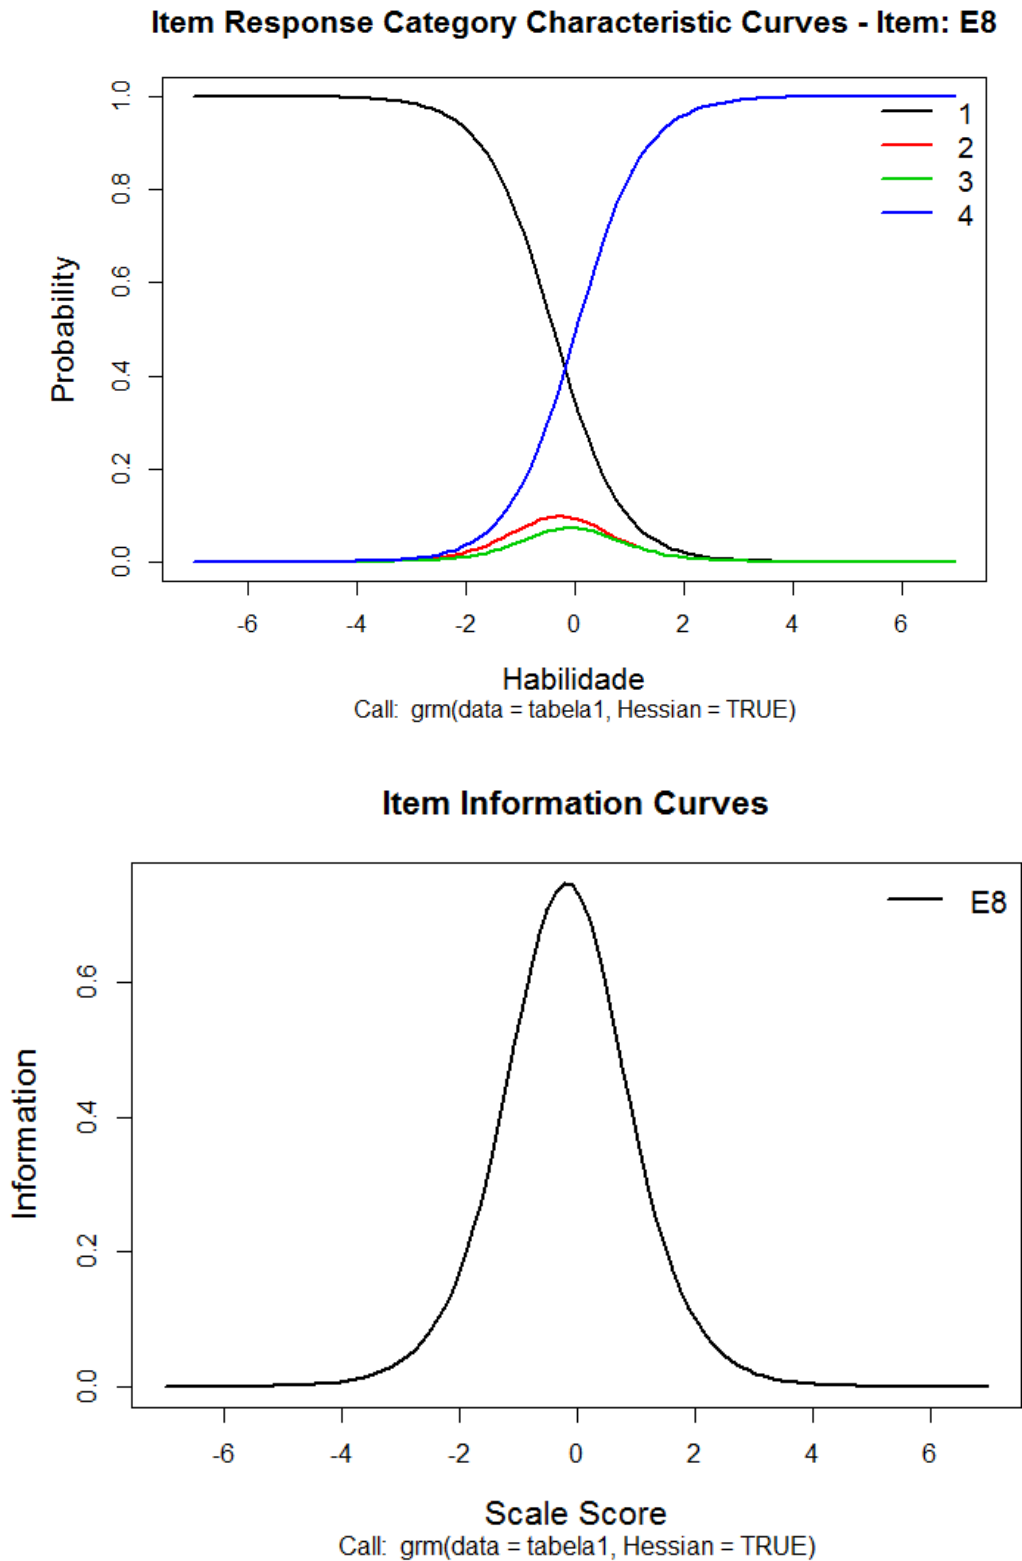 Item Response Category Characteristic Curves - Item: E8
1.0
0.8
0.6
0.4
0.2
0.0
Probability
1
2
3
4
-6 -4 -2 0 2 4 6
Habilidade
Call: grm(data = tabela1, Hessian = TRUE)
Item Information Curves
E8
0.6
0.4
0.2
0.0
Information
-6 -4 -2 0 2 4 6
Scale Score
Call: grm(data = tabela1, Hessian = TRUE)